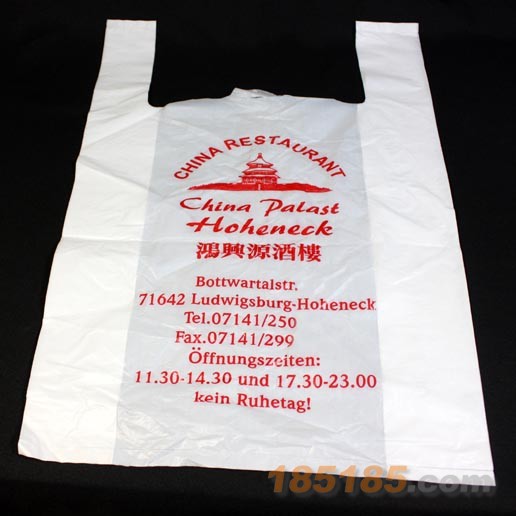 CHINA RESTAURANT
China Palast
Hoheneck
鴻興源酒樓
Bottwartalstr.
71642 Ludwigsburg-Hoheneck
Tel.07141/250
Fax.07141/299
Öffnungszeiten:
11.30-14.30 und 17.30-23.00
kein Ruhetag!
185185.com